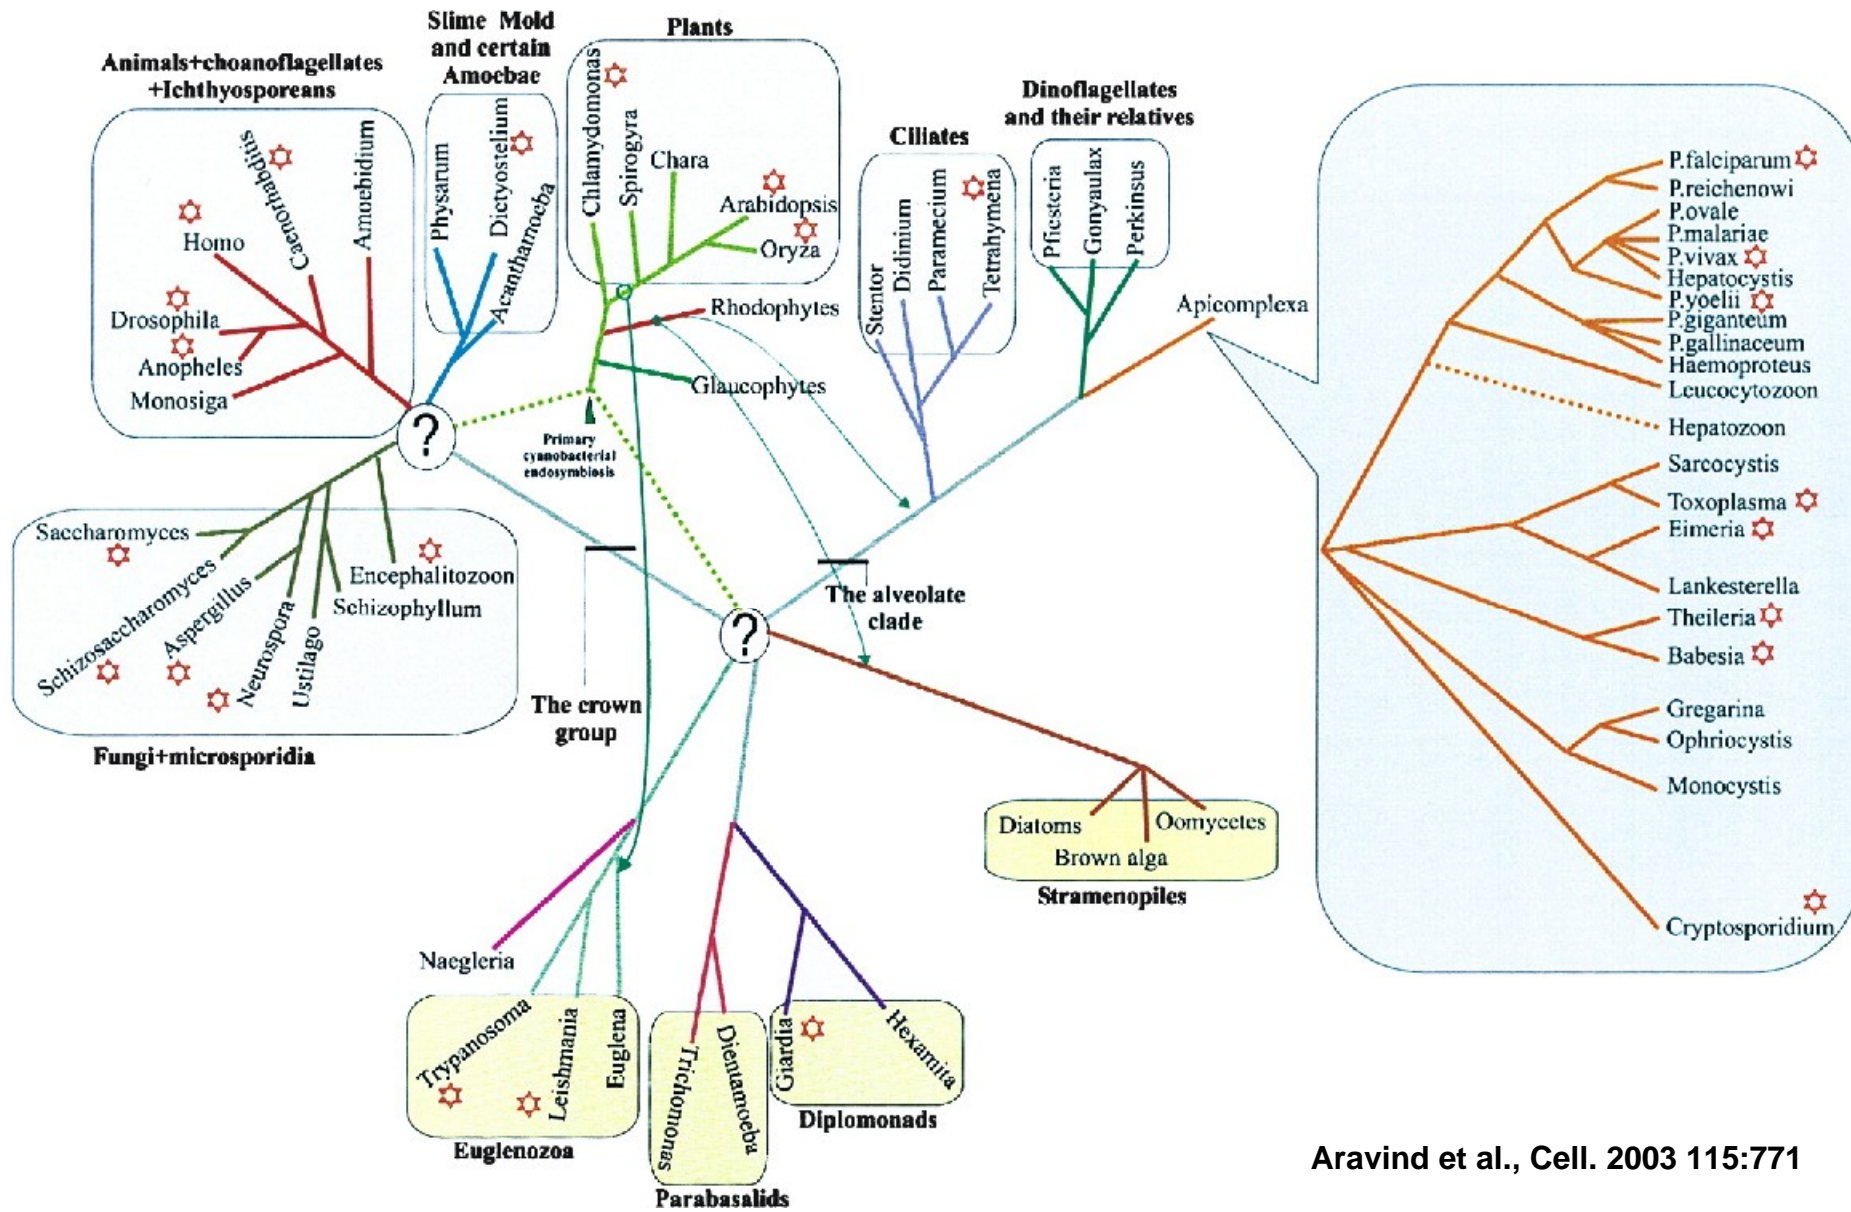 Animals+choanoflagellates
+Ichthyosporeans
Homo
Caenorhabditis
Amoebidium
Drosophila
Anopheles
Monosiga
Slime Mold
and certain
Amoebae
Physarum
Dictyostelium
Acanthamoeba
Plants
Chlamydomonas
Spirogyra
Chara
Arabidopsis
Oryza
Rhodophytes
Glaucophytes
Primary
cyanobacterial
endosymbiosis
Ciliates
Stentor
Didinium
Paramecium
Tetrahymena
Dinoflagellates
and their relatives
Pfiesteria
Gonyaulax
Perkinsus
Apicomplexa
P.falciparum
P.reichenowi
P.ovale
P.malariae
P.vivax
Hepatocystis
P.yoelii
P.giganteum
P.gallinaceum
Haemoproteus
Leucocytozoon
Hepatozoon
Sarcocystis
Toxoplasma
Eimeria
Lankesterella
Theileria
Babesia
Gregarina
Ophriocystis
Monocystis
Cryptosporidium
?
Saccharomyces
Schizosaccharomyces
Aspergillus
Neurospora
Ustilago
Schizophyllum
Encephalitozoon
Fungi+microsporidia
The crown
group
?
The alveolate
clade
Diatoms
Brown alga
Oomycetes
Stramenopiles
Naegleria
Trypanosoma
Leishmania
Euglena
Euglenozoa
Trichomonas
Dientamoeba
Parabasalids
Giardia
Hexamita
Diplomonads
Aravind et al., Cell. 2003 115:771